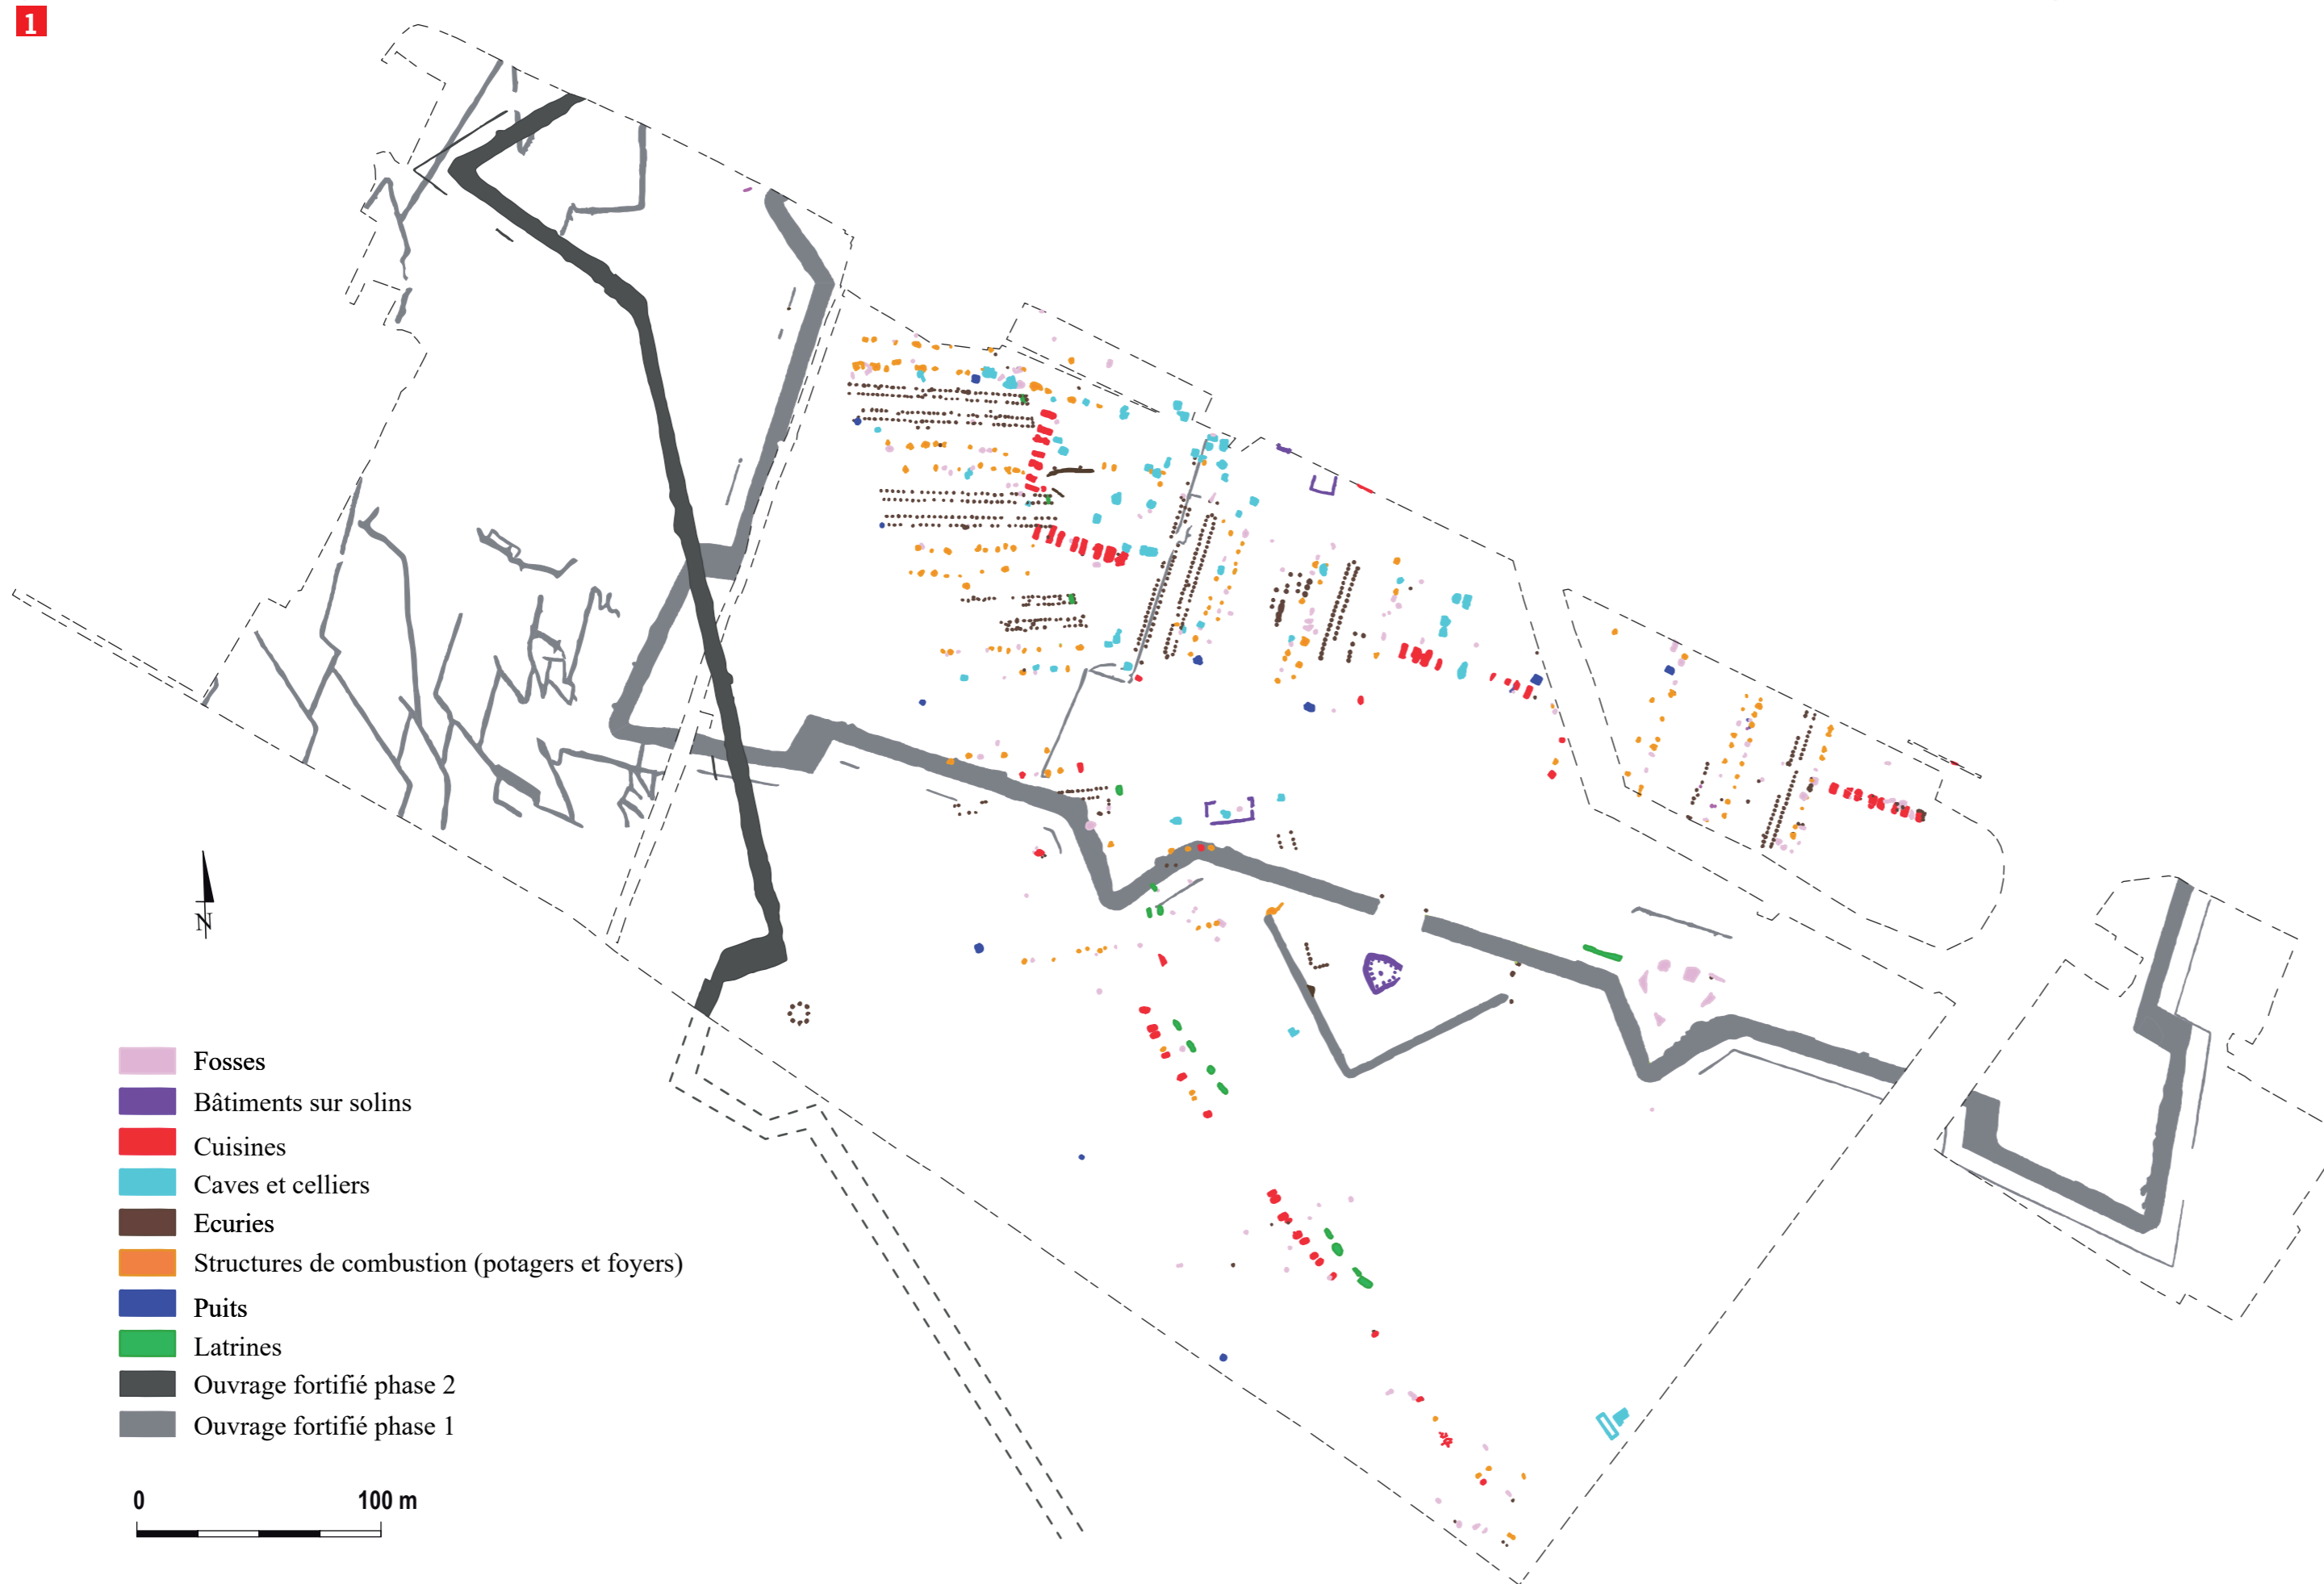 1
N
Fosses
Bâtiments sur solins
Cuisines
Caves et celliers
Ecuries
Structures de combustion (potagers et foyers)
Puits
Latrines
Ouvrage fortifié phase 2
Ouvrage fortifié phase 1
0 100 m